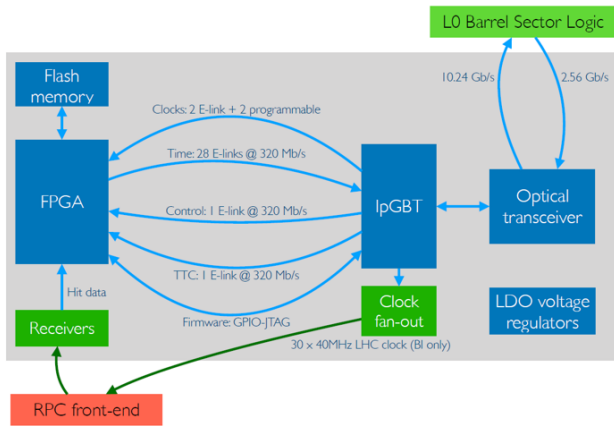 L0 Barrel Sector Logic
10.24 Gb/s
2.56 Gb/s
Flash
memory
Clocks: 2 E-link + 2 programmable
Time: 28 E-links @ 320 Mb/s
FPGA
lpGBT
Optical
transceiver
Control: 1 E-link @ 320 Mb/s
TTC: 1 E-link @ 320 Mb/s
Hit data
Receivers
Firmware: GPIO-JTAG
Clock
fan-out
LDO voltage
regulators
30 x 40MHz LHC clock (BI only)
RPC front-end